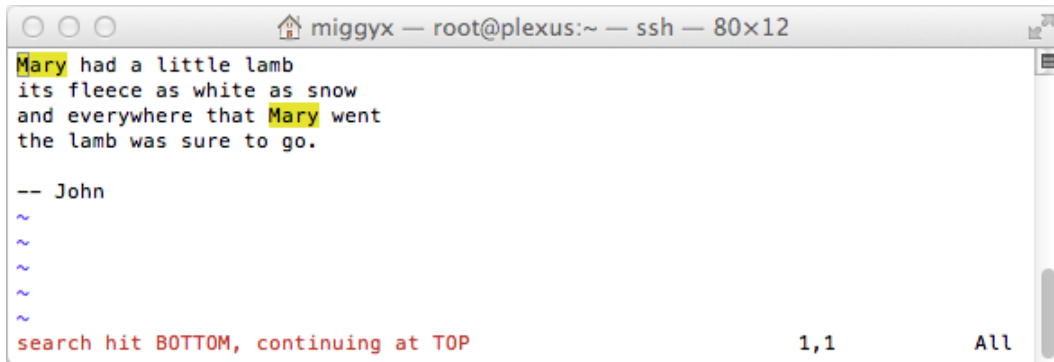 miggyx — root@plexus:~ — ssh — 80×12
Mary had a little lamb
its fleece as white as snow
and everywhere that Mary went
the lamb was sure to go.
-- John
~
~
~
~
~
search hit BOTTOM, continuing at TOP 1,1 All